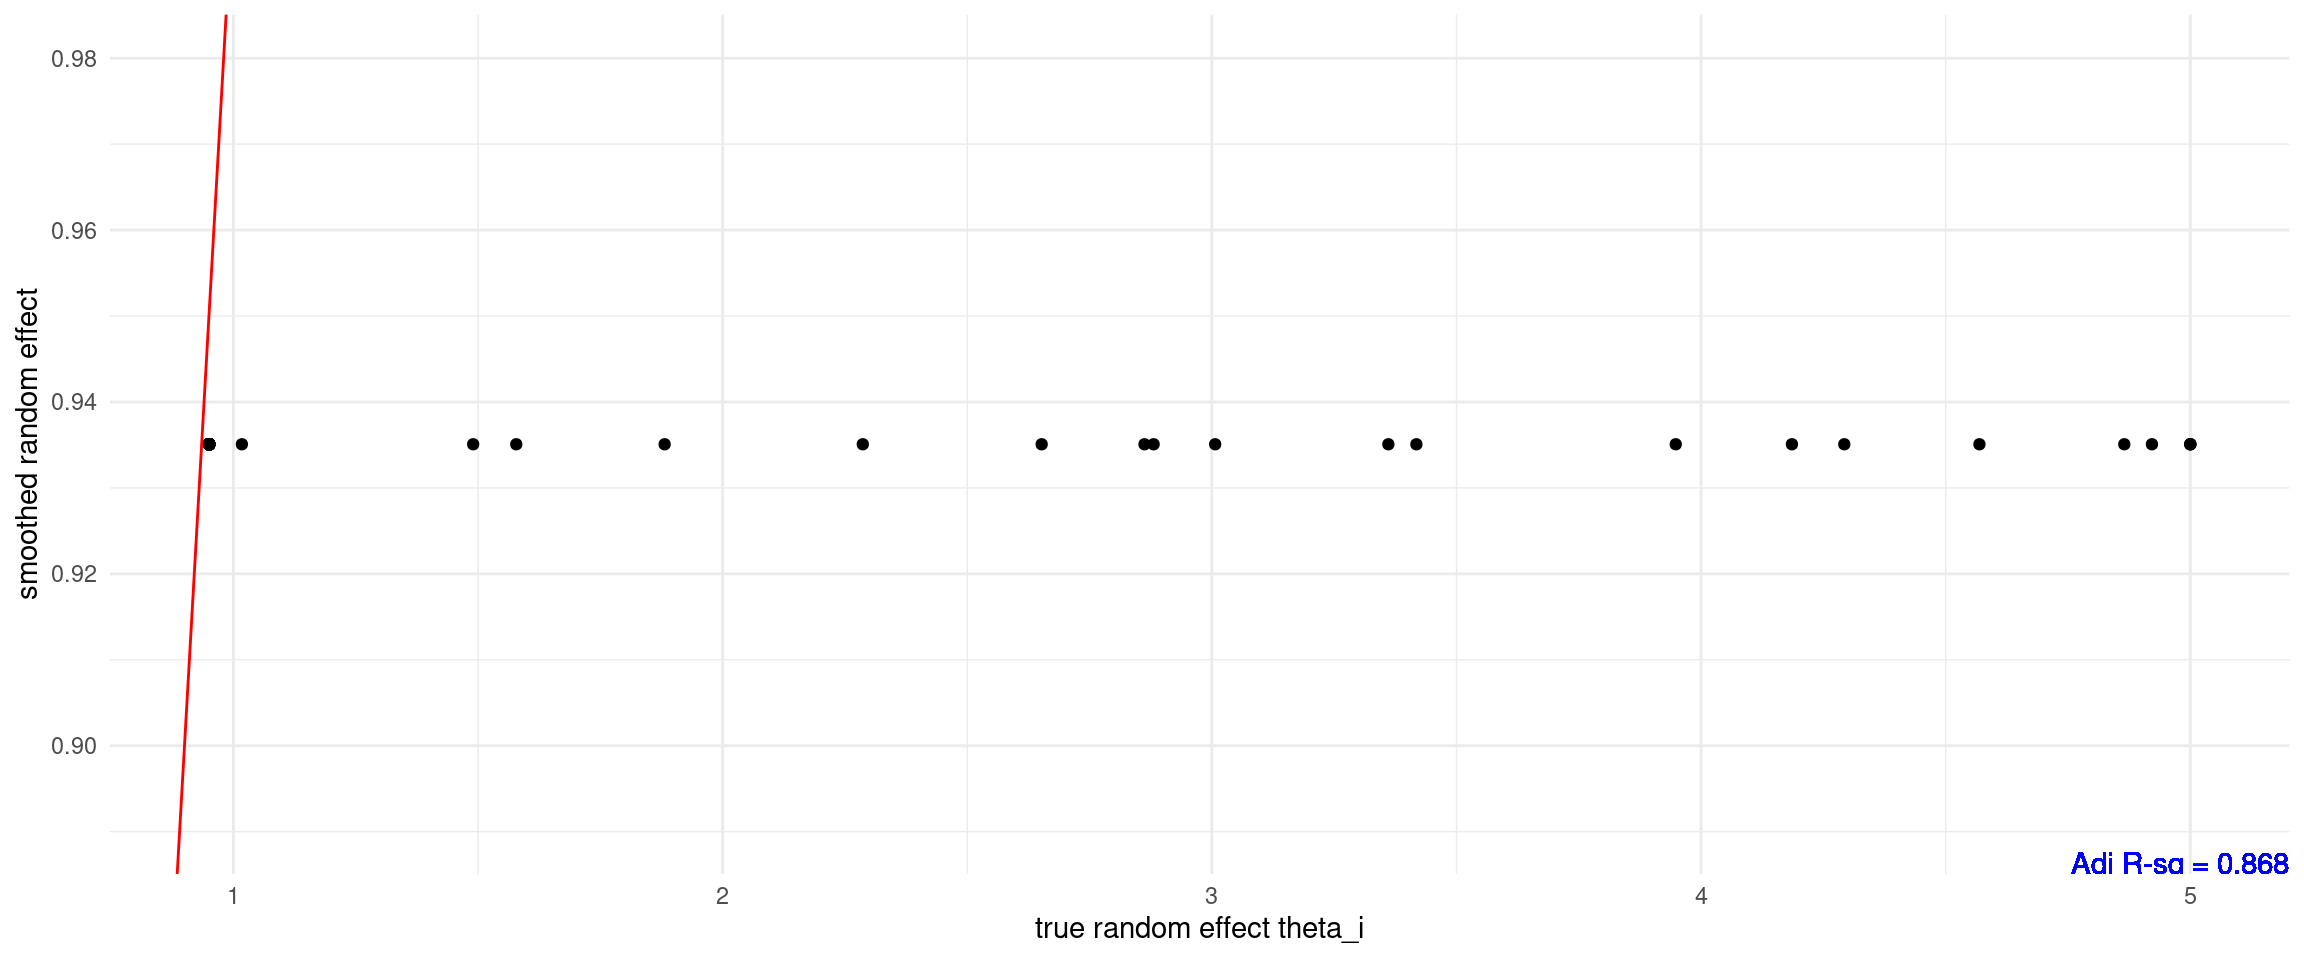 0.98
0.96
0.94
0.92
0.90
smoothed random effect
Adj R-sq = 0.868
1 2 3 4 5
true random effect theta_i